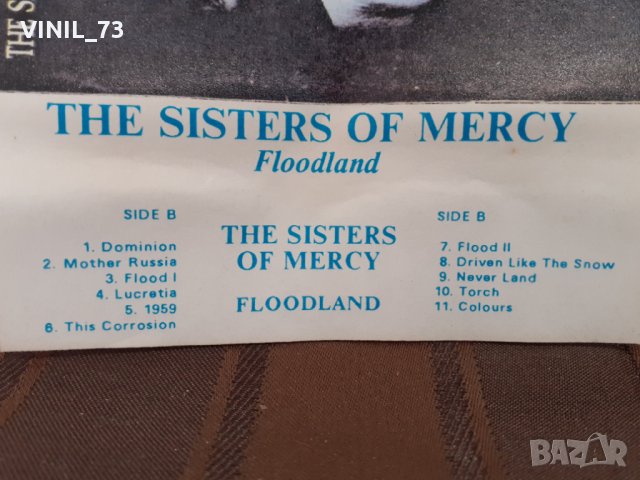 VINIL_73
THE S
THE SISTERS OF MERCY
Floodland
SIDE B
1. Dominion
2. Mother Russia
3. Flood I
4. Lucretia
5. 1959
6. This Corrosion
THE SISTERS
OF MERCY
FLOODLAND
SIDE B
7. Flood II
8. Driven Like The Snow
9. Never Land
10. Torch
11. Colours
BAZAR